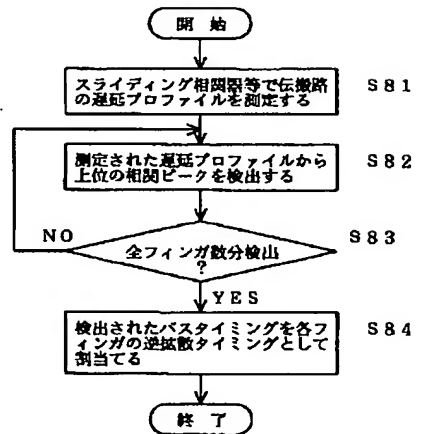 開 始
スライディング相関器等で伝搬路
の遅延プロファイルを測定する
S81
測定された遅延プロファイルから
上位の相関ピークを検出する
S82
NO
全フィンガ数分検出
?
S83
YES
検出されたパスタイミングを各フ
ィンガの逆拡散タイミングとして
割当てる
S84
終 了